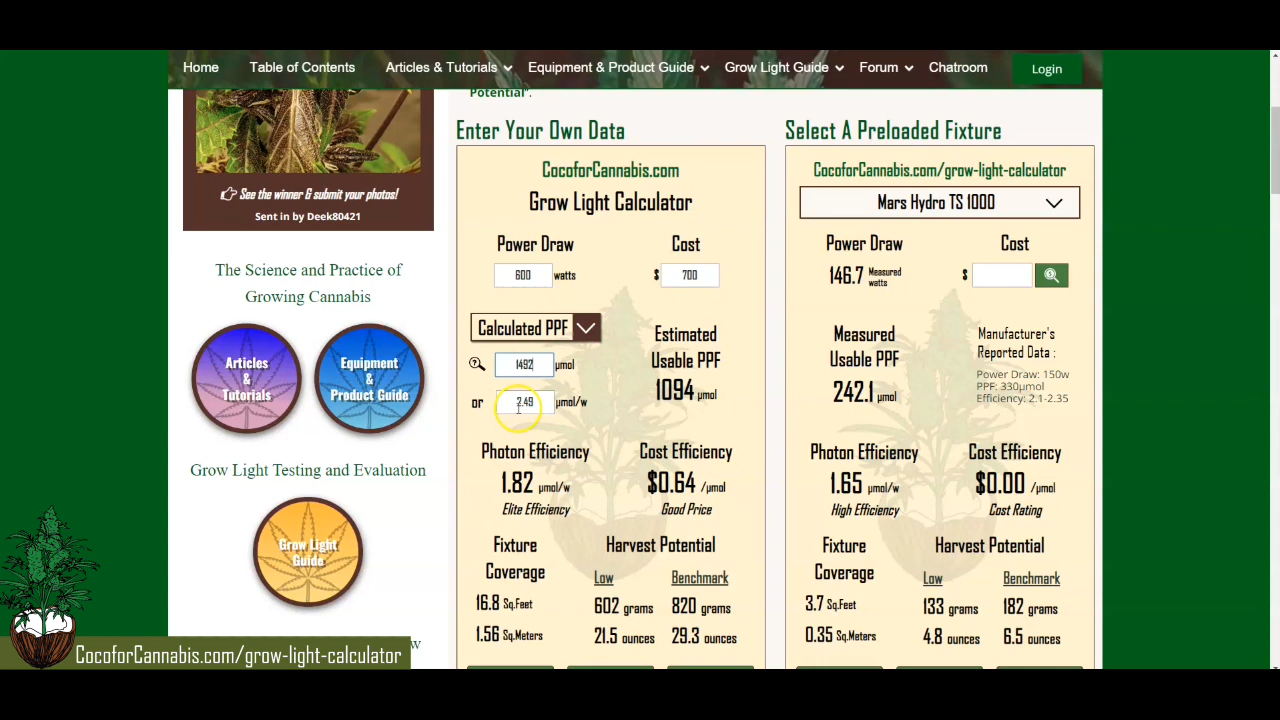 Home
Table of Contents
Articles & Tutorials
Equipment & Product Guide
Grow Light Guide
Forum
Chatroom
Login
Potential".
See the winner & submit your photos!
Sent in by Deek80421
The Science and Practice of
Growing Cannabis
Articles
&
Tutorials
Equipment
&
Product Guide
Grow Light Testing and Evaluation
Grow Light
Guide
Enter Your Own Data
CocoforCannabis.com
Grow Light Calculator
Power Draw
Cost
600 watts
$ 700
Calculated PPF
1492 µmol
or 2.49 µmol/w
Estimated
Usable PPF
1094 µmol
Photon Efficiency
1.82 µmol/w
Elite Efficiency
Cost Efficiency
$0.64 /µmol
Good Price
Fixture
Coverage
16.8 Sq.Feet
1.56 Sq.Meters
Harvest Potential
Low
Benchmark
602 grams
820 grams
21.5 ounces
29.3 ounces
Select A Preloaded Fixture
CocoforCannabis.com/grow-light-calculator
Mars Hydro TS 1000
Power Draw
Cost
146.7 Measured
watts
$
Measured
Usable PPF
242.1 µmol
Manufacturer's
Reported Data :
Power Draw: 150w
PPF: 330µmol
Efficiency: 2.1-2.35
Photon Efficiency
1.65 µmol/w
High Efficiency
Cost Efficiency
$0.00 /µmol
Cost Rating
Fixture
Coverage
3.7 Sq.Feet
0.35 Sq.Meters
Harvest Potential
Low
Benchmark
133 grams
182 grams
4.8 ounces
6.5 ounces
CocoforCannabis.com/grow-light-calculator